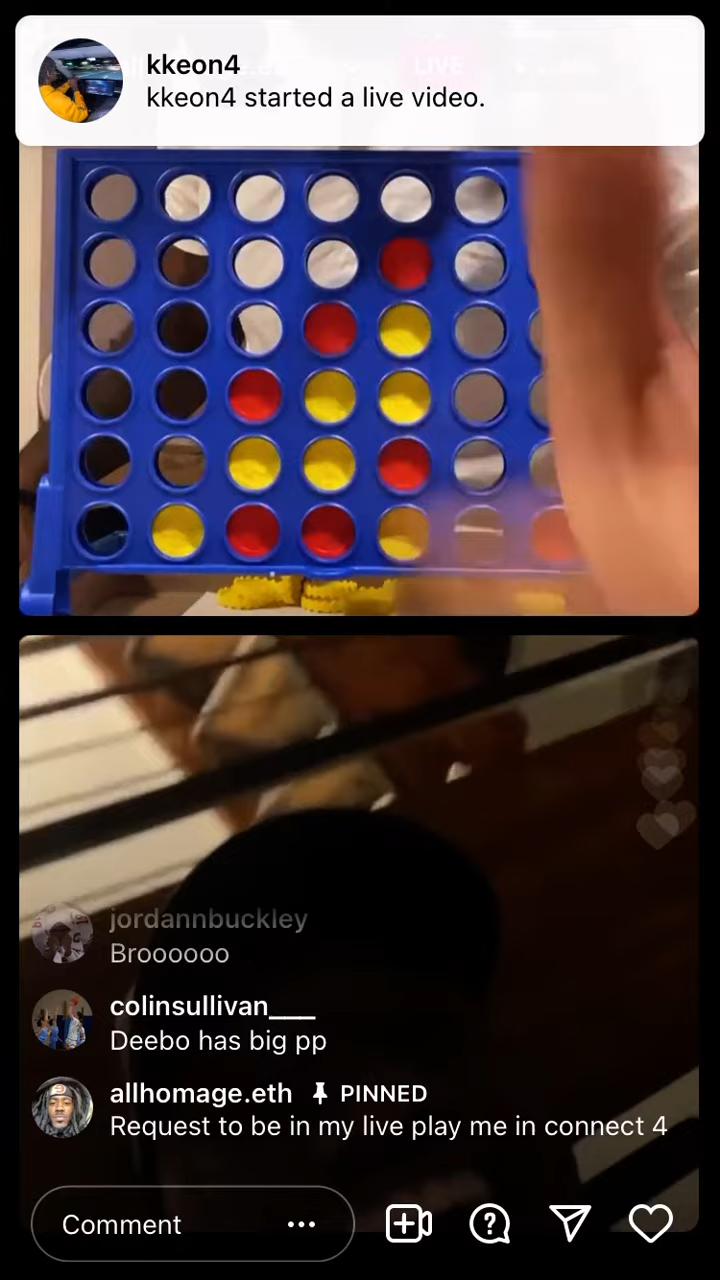 kkeon4
LIVE
kkeon4 started a live video.
jordannbuckley
Broooooo
colinsullivan___
Deebo has big pp
allhomage.eth PINNED
Request to be in my live play me in connect 4
Comment